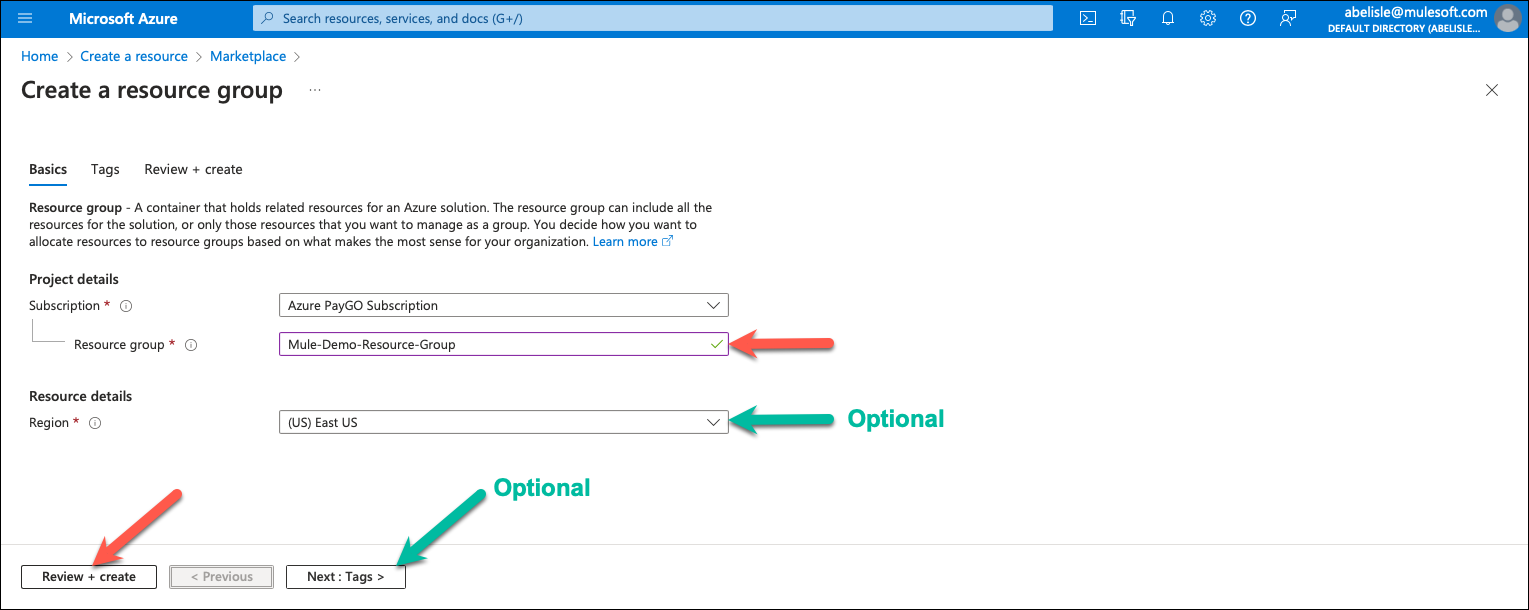 Microsoft Azure
Search resources, services, and docs (G+/)
abelisle@mulesoft.com
DEFAULT DIRECTORY (ABELISLE...
Home > Create a resource > Marketplace >
Create a resource group ...
Basics Tags Review + create
Resource group - A container that holds related resources for an Azure solution. The resource group can include all the
resources for the solution, or only those resources that you want to manage as a group. You decide how you want to
allocate resources to resource groups based on what makes the most sense for your organization. Learn more
Project details
Subscription * Azure PayGO Subscription
Resource group * Mule-Demo-Resource-Group
Resource details
Region * (US) East US
Optional
Optional
Review + create
< Previous
Next : Tags >